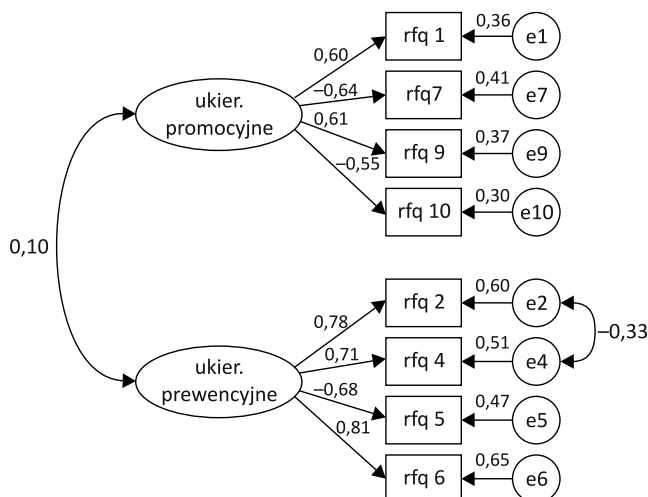 0,60
rfq 1
0,36
e1
ukier.
promocyjne
–0,64
rfq7
0,41
e7
0,61
rfq 9
0,37
e9
–0,55
rfq 10
0,30
e10
0,10
0,78
rfq 2
0,60
e2
–0,33
ukier.
prewencyjne
0,71
rfq 4
0,51
e4
–0,68
rfq 5
0,47
e5
0,81
rfq 6
0,65
e6